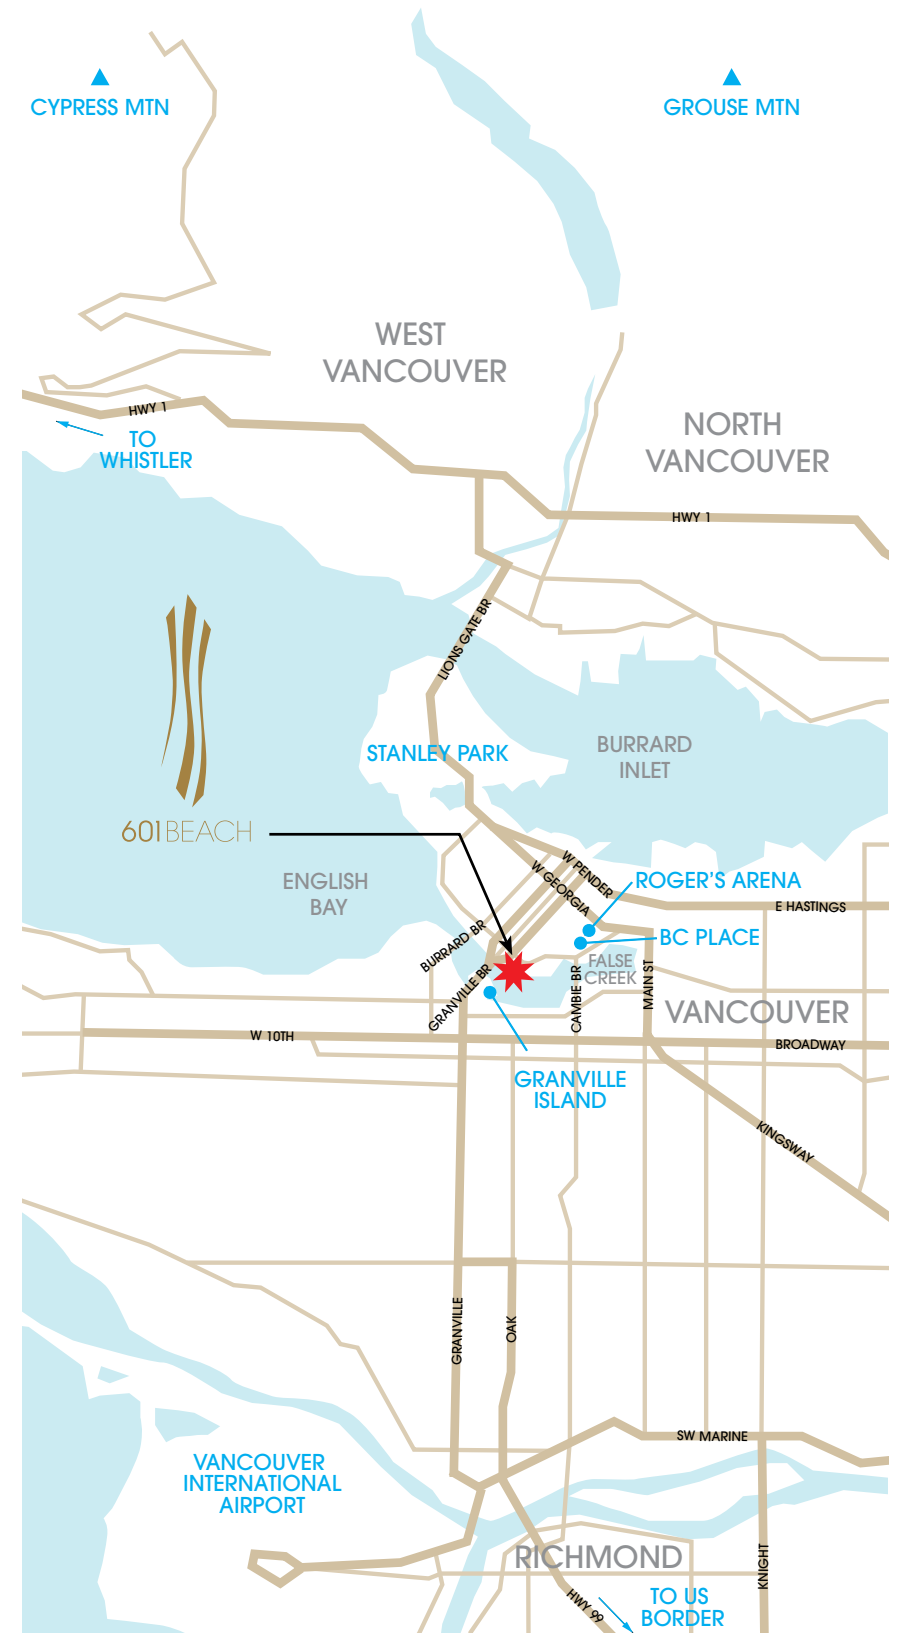 CYPRESS MTN
GROUSE MTN
WEST
VANCOUVER
HWY 1
TO
WHISTLER
NORTH
VANCOUVER
HWY 1
LIONS GATE BR
STANLEY PARK
BURRARD
INLET
601BEACH
ENGLISH
BAY
W PENDER
W GEORGIA
ROGER'S ARENA
E HASTINGS
BURRARD BR
BC PLACE
FALSE
CREEK
GRANVILLE BR
CAMBIE BR
MAIN ST
VANCOUVER
W 10TH
BROADWAY
GRANVILLE
ISLAND
KINGSWAY
GRANVILLE
OAK
SW MARINE
VANCOUVER
INTERNATIONAL
AIRPORT
RICHMOND
KNIGHT
HWY 99
TO US
BORDER